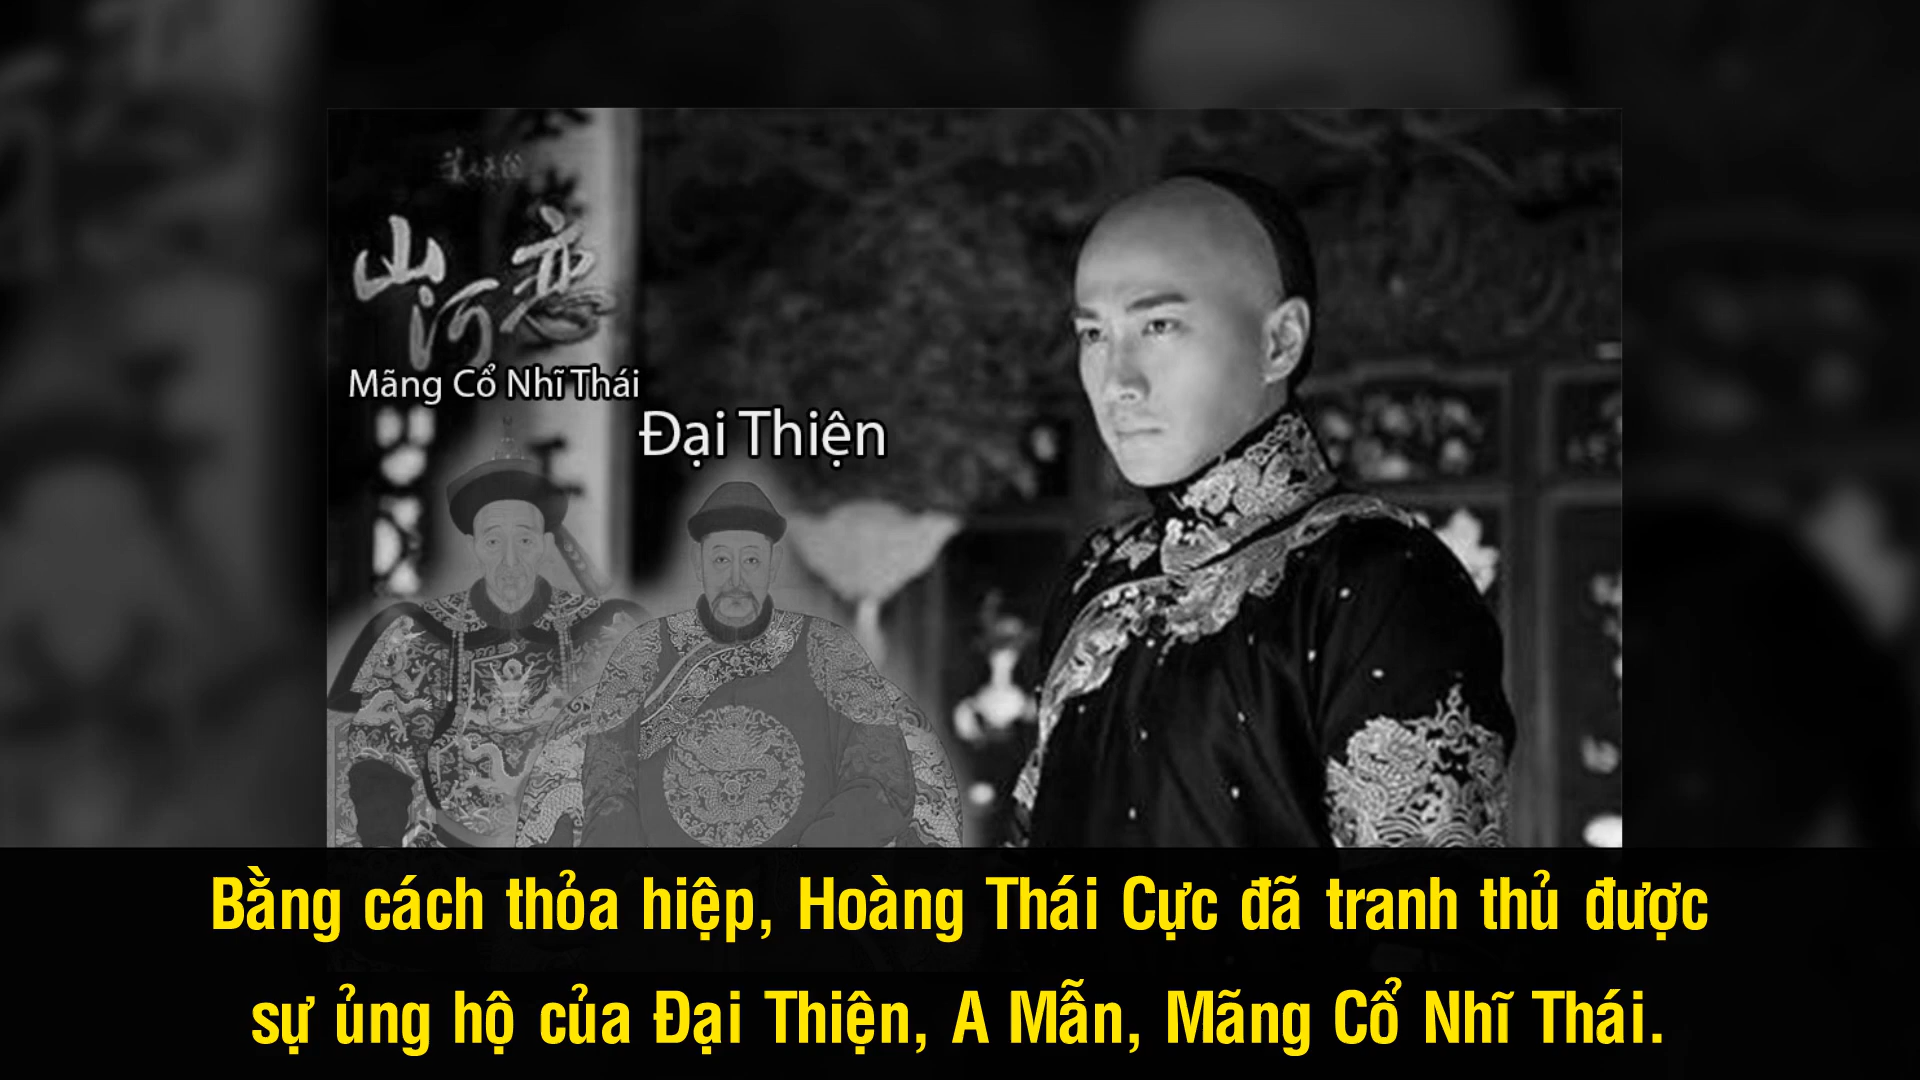 山河恋
Mãng Cổ Nhĩ Thái
Đại Thiện
Bằng cách thỏa hiệp, Hoàng Thái Cực đã tranh thủ được
sự ủng hộ của Đại Thiện, A Mẫn, Mãng Cổ Nhĩ Thái.